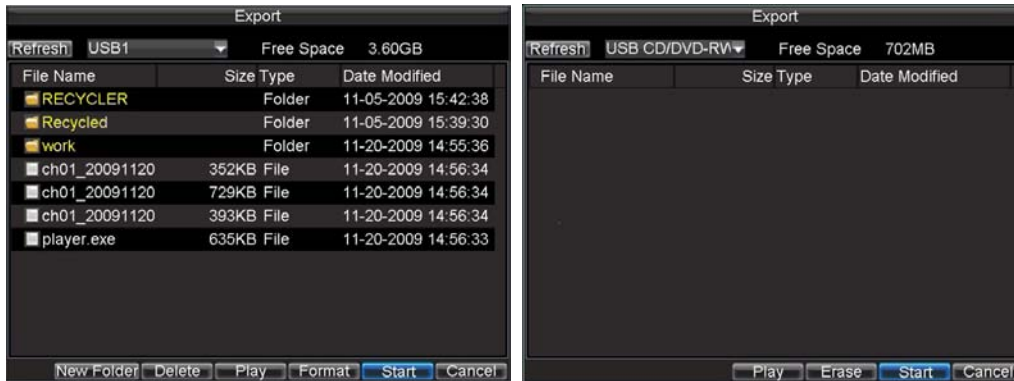 Export
Refresh USB1 Free Space 3.60GB
File Name Size Type Date Modified
RECYCLER Folder 11-05-2009 15:42:38
Recycled Folder 11-05-2009 15:39:30
work Folder 11-20-2009 14:55:36
ch01_20091120 352KB File 11-20-2009 14:56:34
ch01_20091120 729KB File 11-20-2009 14:56:34
ch01_20091120 393KB File 11-20-2009 14:56:34
player.exe 635KB File 11-20-2009 14:56:33
New Folder Delete Play Format Start Cancel
Export
Refresh USB CD/DVD-RW Free Space 702MB
File Name Size Type Date Modified
Play Erase Start Cancel